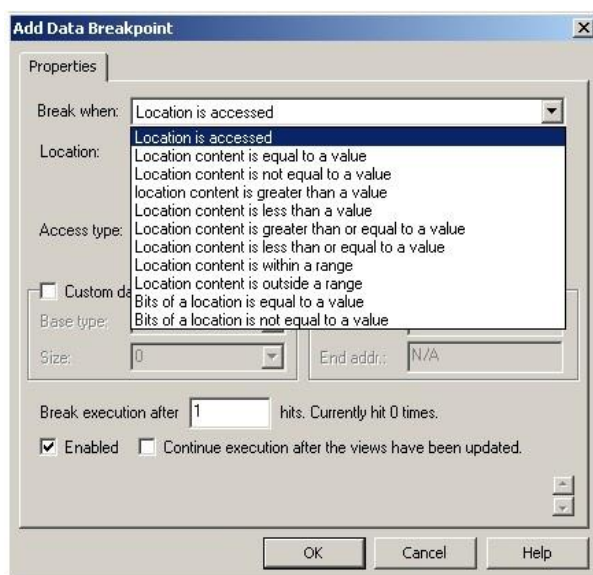 Add Data Breakpoint
Properties
Break when: Location is accessed
Location is accessed
Location content is equal to a value
Location content is not equal to a value
location content is greater than a value
Location content is less than a value
Location content is greater than or equal to a value
Location content is less than or equal to a value
Location content is within a range
Location content is outside a range
Bits of a location is equal to a value
Bits of a location is not equal to a value
Location:
Access type:
Custom
Base type:
Size: 0 End addr.: N/A
Break execution after 1 hits. Currently hit 0 times.
Enabled Continue execution after the views have been updated.
OK Cancel Help